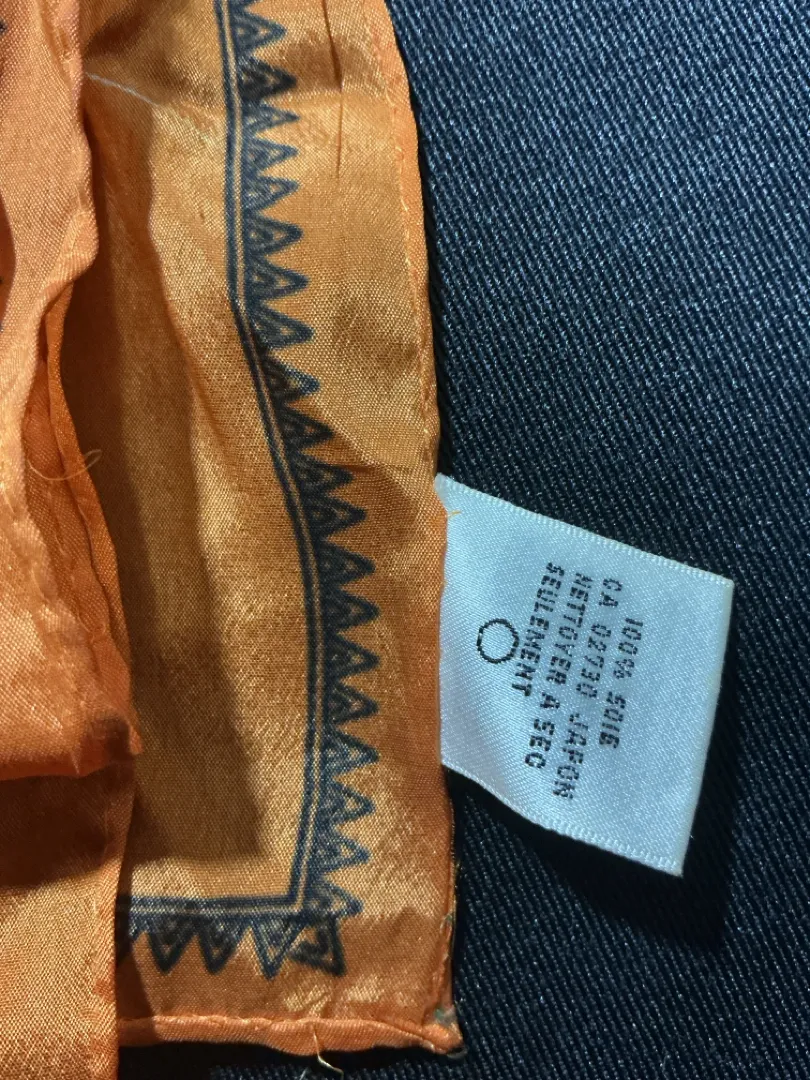 100% SOIE
CA 02730 JAPON
NETTOYER A SEC
SEULEMENT